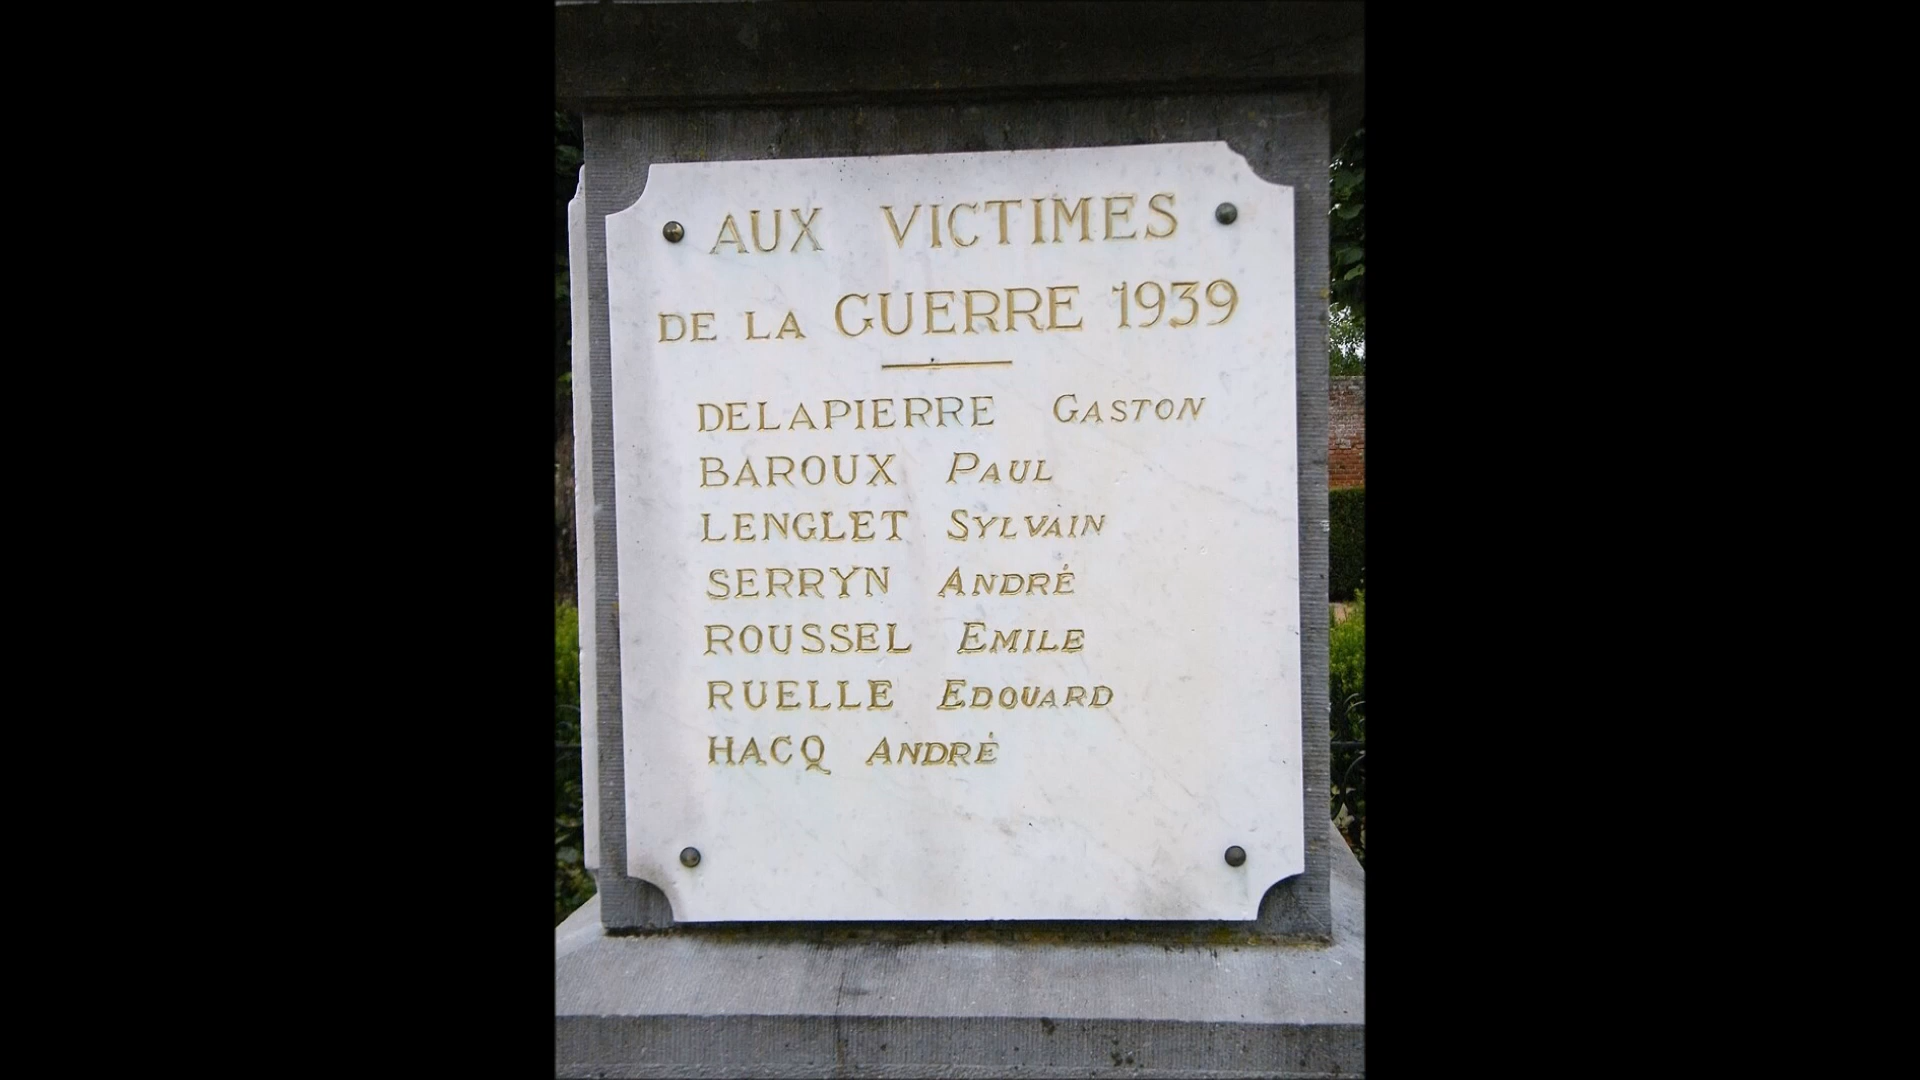 AUX VICTIMES
DE LA GUERRE 1939
DELAPIERRE GASTON
BAROUX PAUL
LENGLET SYLVAIN
SERRYN ANDRÉ
ROUSSEL EMILE
RUELLE EDOUARD
HACQ ANDRÉ